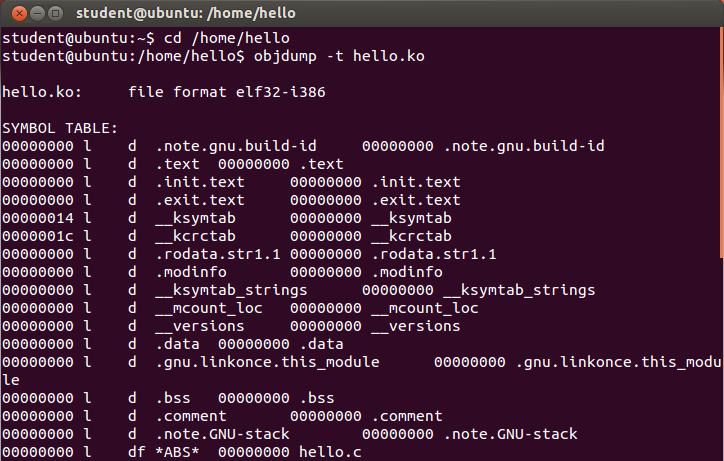 student@ubuntu: /home/hello
student@ubuntu:~$ cd /home/hello
student@ubuntu:/home/hello$ objdump -t hello.ko
hello.ko:     file format elf32-i386
SYMBOL TABLE:
00000000 l    d  .note.gnu.build-id     00000000 .note.gnu.build-id
00000000 l    d  .text  00000000 .text
00000000 l    d  .init.text     00000000 .init.text
00000000 l    d  .exit.text     00000000 .exit.text
00000014 l    d  __ksymtab      00000000 __ksymtab
0000001c l    d  __kcrctab      00000000 __kcrctab
00000000 l    d  .rodata.str1.1 00000000 .rodata.str1.1
00000000 l    d  .modinfo       00000000 .modinfo
00000000 l    d  __ksymtab_strings      00000000 __ksymtab_strings
00000000 l    d  __mcount_loc   00000000 __mcount_loc
00000000 l    d  __versions     00000000 __versions
00000000 l    d  .data  00000000 .data
00000000 l    d  .gnu.linkonce.this_module      00000000 .gnu.linkonce.this_modu
le
00000000 l    d  .bss   00000000 .bss
00000000 l    d  .comment       00000000 .comment
00000000 l    d  .note.GNU-stack        00000000 .note.GNU-stack
00000000 l    df *ABS*  00000000 hello.c